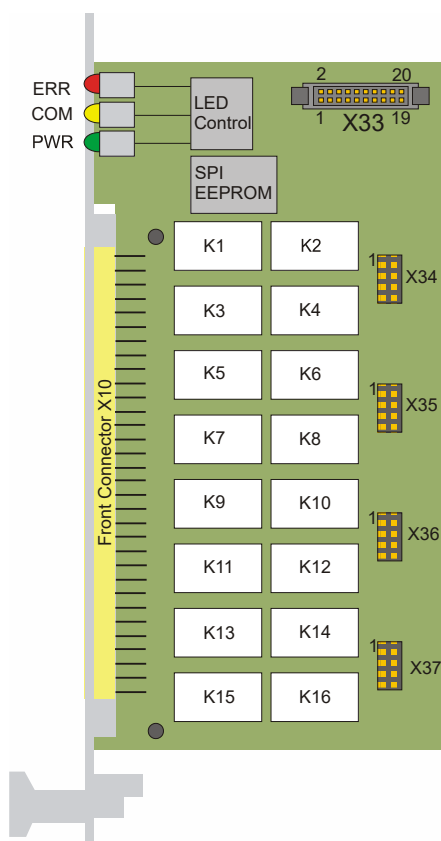 ERR
COM
PWR
LED
Control
2 20
1 19
X33
SPI
EEPROM
K1 K2
1 X34
K3 K4
K5 K6
1 X35
K7 K8
Front Connector X10
K9 K10
1 X36
K11 K12
K13 K14
1 X37
K15 K16